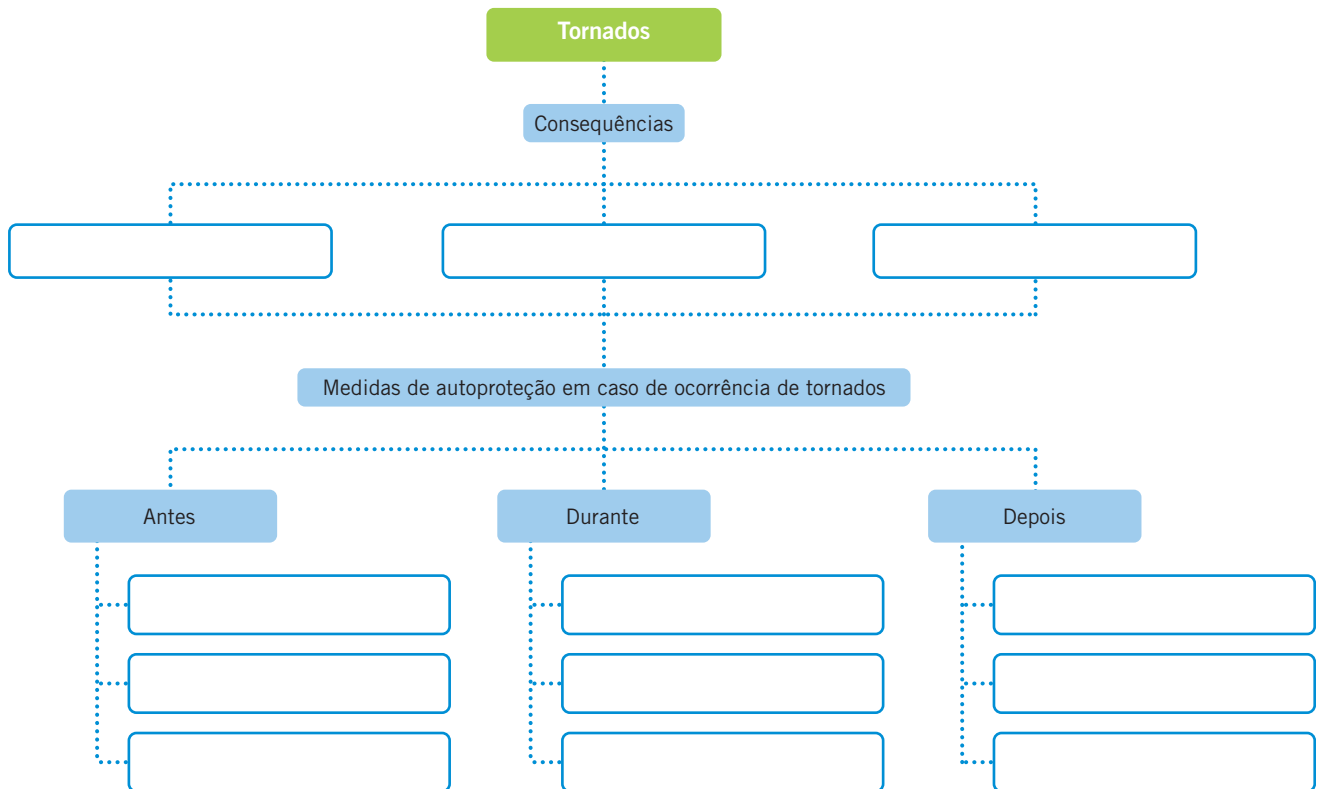 Tornados
Consequências
Medidas de autoproteção em caso de ocorrência de tornados
Antes
Durante
Depois